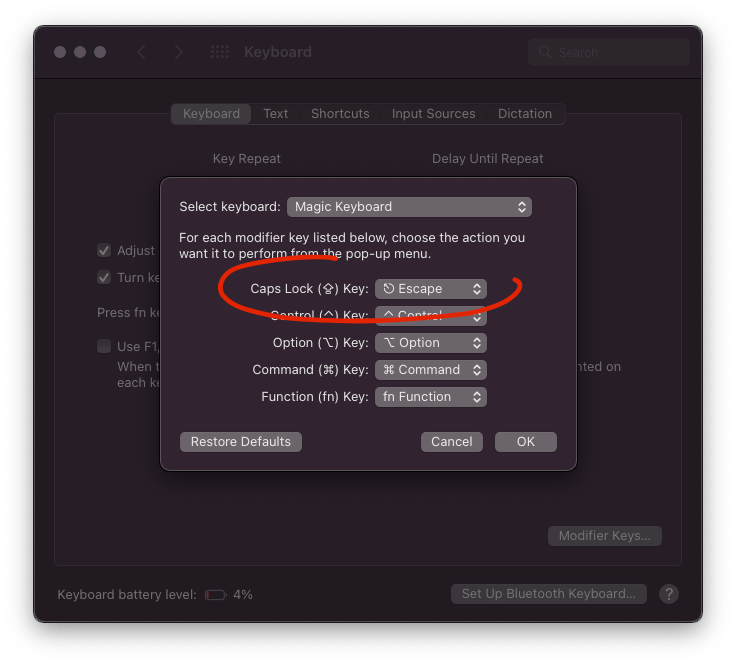 Keyboard
Search
Keyboard Text Shortcuts Input Sources Dictation
Key Repeat Delay Until Repeat
Select keyboard: Magic Keyboard
For each modifier key listed below, choose the action you
want it to perform from the pop-up menu.
Adjust
Turn ke
Caps Lock (⇪) Key: ⎋ Escape
Press fn ke
Control (^) Key: ^ Control
Use F1,
Option (⌥) Key: ⌥ Option
When t
nted on
Command (⌘) Key: ⌘ Command
each ke
Function (fn) Key: fn Function
Restore Defaults Cancel OK
Modifier Keys...
Keyboard battery level: 4% Set Up Bluetooth Keyboard... ?